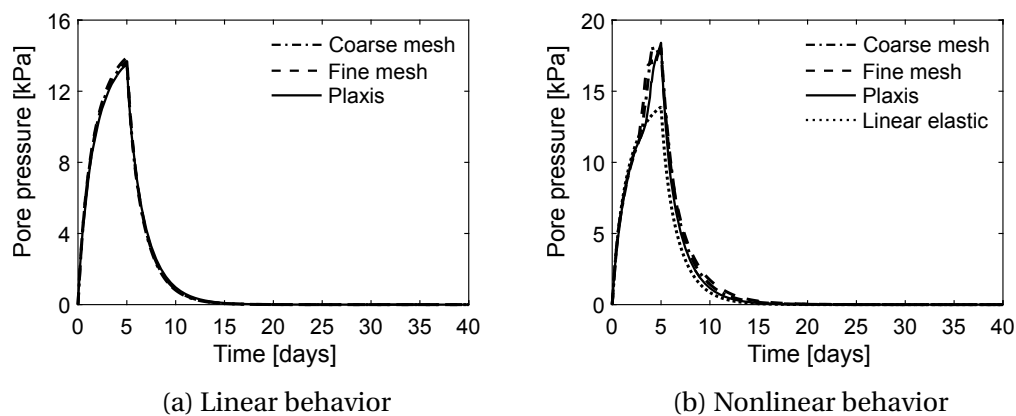 16
12
8
4
0
Pore pressure [kPa]
0 5 10 15 20 25 30 35 40
Time [days]
Coarse mesh
Fine mesh
Plaxis
(a) Linear behavior
20
15
10
5
0
Pore pressure [kPa]
0 5 10 15 20 25 30 35 40
Time [days]
Coarse mesh
Fine mesh
Plaxis
Linear elastic
(b) Nonlinear behavior